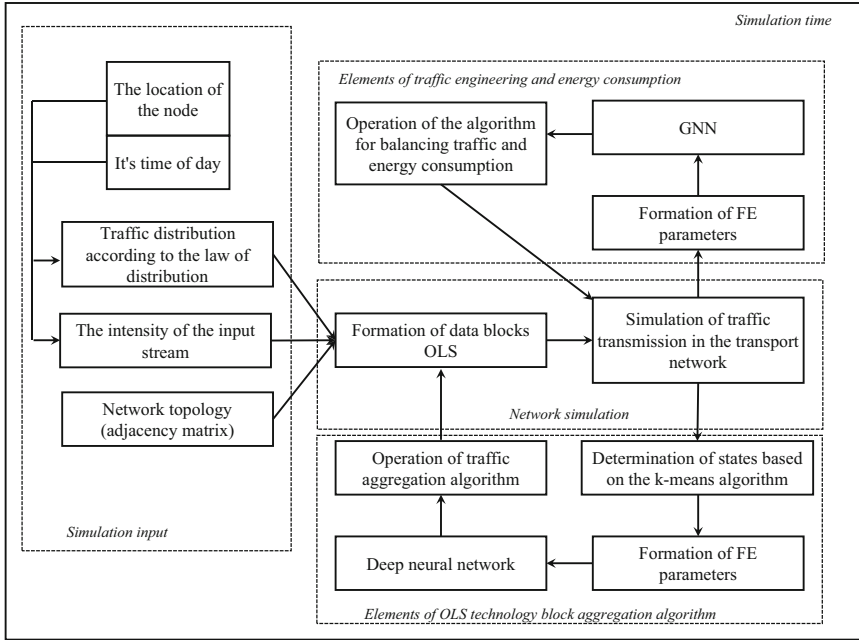 Simulation time
The location of
the node
It's time of day
Traffic distribution
according to the law of
distribution
The intensity of the input
stream
Network topology
(adjacency matrix)
Simulation input
Elements of traffic engineering and energy consumption
Operation of the algorithm
for balancing traffic and
energy consumption
GNN
Formation of FE
parameters
Formation of data blocks
OLS
Simulation of traffic
transmission in the transport
network
Network simulation
Operation of traffic
aggregation algorithm
Determination of states based
on the k-means algorithm
Deep neural network
Formation of FE
parameters
Elements of OLS technology block aggregation algorithm